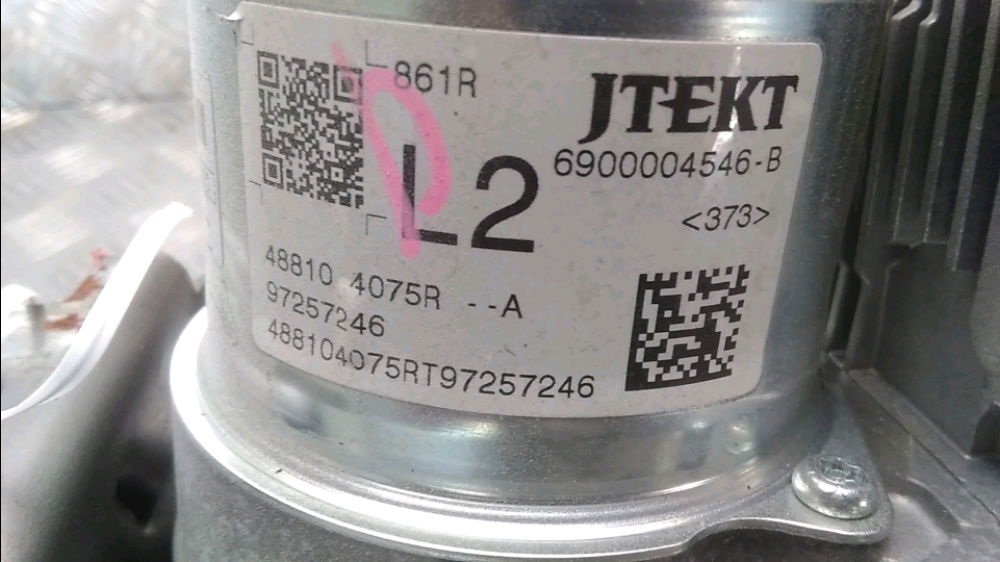 861R
JTEKT
6900004546-B
L2
<373>
48810 4075R --A
97257246
488104075RT97257246